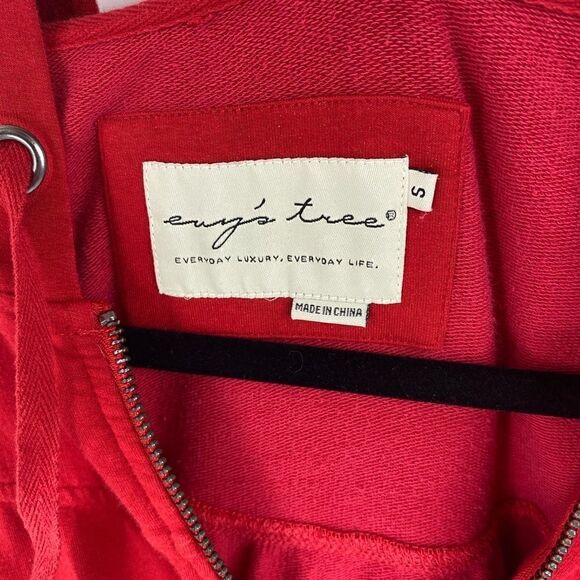 evy's tree®
EVERYDAY LUXURY, EVERYDAY LIFE.
S
MADE IN CHINA